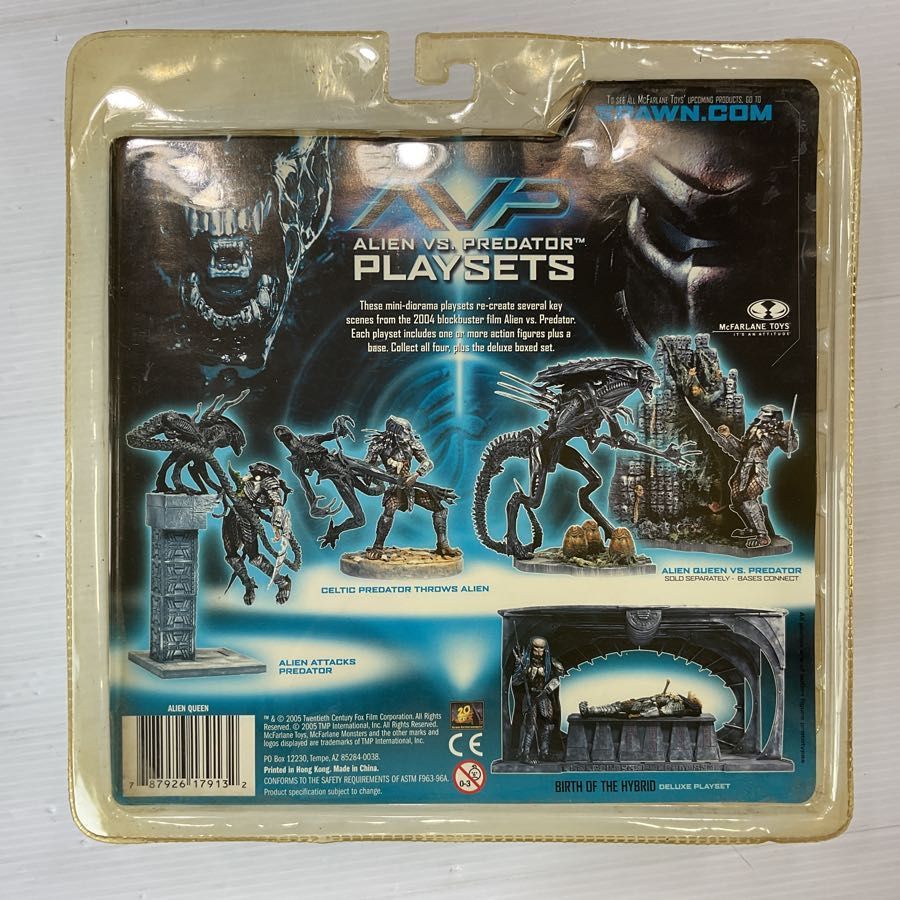 TO SEE ALL MCFARLANE TOYS' UPCOMING PRODUCTS, GO TO
SPAWN.COM
AVP
ALIEN VS. PREDATOR™
PLAYSETS
These mini-diorama playsets re-create several key
scenes from the 2004 blockbuster film Alien vs. Predator.
Each playset includes one or more action figures plus a
base. Collect all four, plus the deluxe boxed set.
MCFARLANE TOYS
IT'S AN ATTITUDE
ALIEN QUEEN VS. PREDATOR
SOLD SEPARATELY - BASES CONNECT
CELTIC PREDATOR THROWS ALIEN
ALIEN ATTACKS
PREDATOR
ALIEN QUEEN
7 87926 17913 2
™ & © 2005 Twentieth Century Fox Film Corporation. All Rights
Reserved. © 2005 TMP International, Inc. All Rights Reserved.
McFarlane Toys, McFarlane Monsters and the other marks and
logos displayed are trademarks of TMP International, Inc.
PO Box 12230, Tempe, AZ 85284-0038.
Printed in Hong Kong. Made in China.
CONFORMS TO THE SAFETY REQUIREMENTS OF ASTM F963-96A.
Product specification subject to change.
20
CE
0-3
BIRTH OF THE HYBRID DELUXE PLAYSET